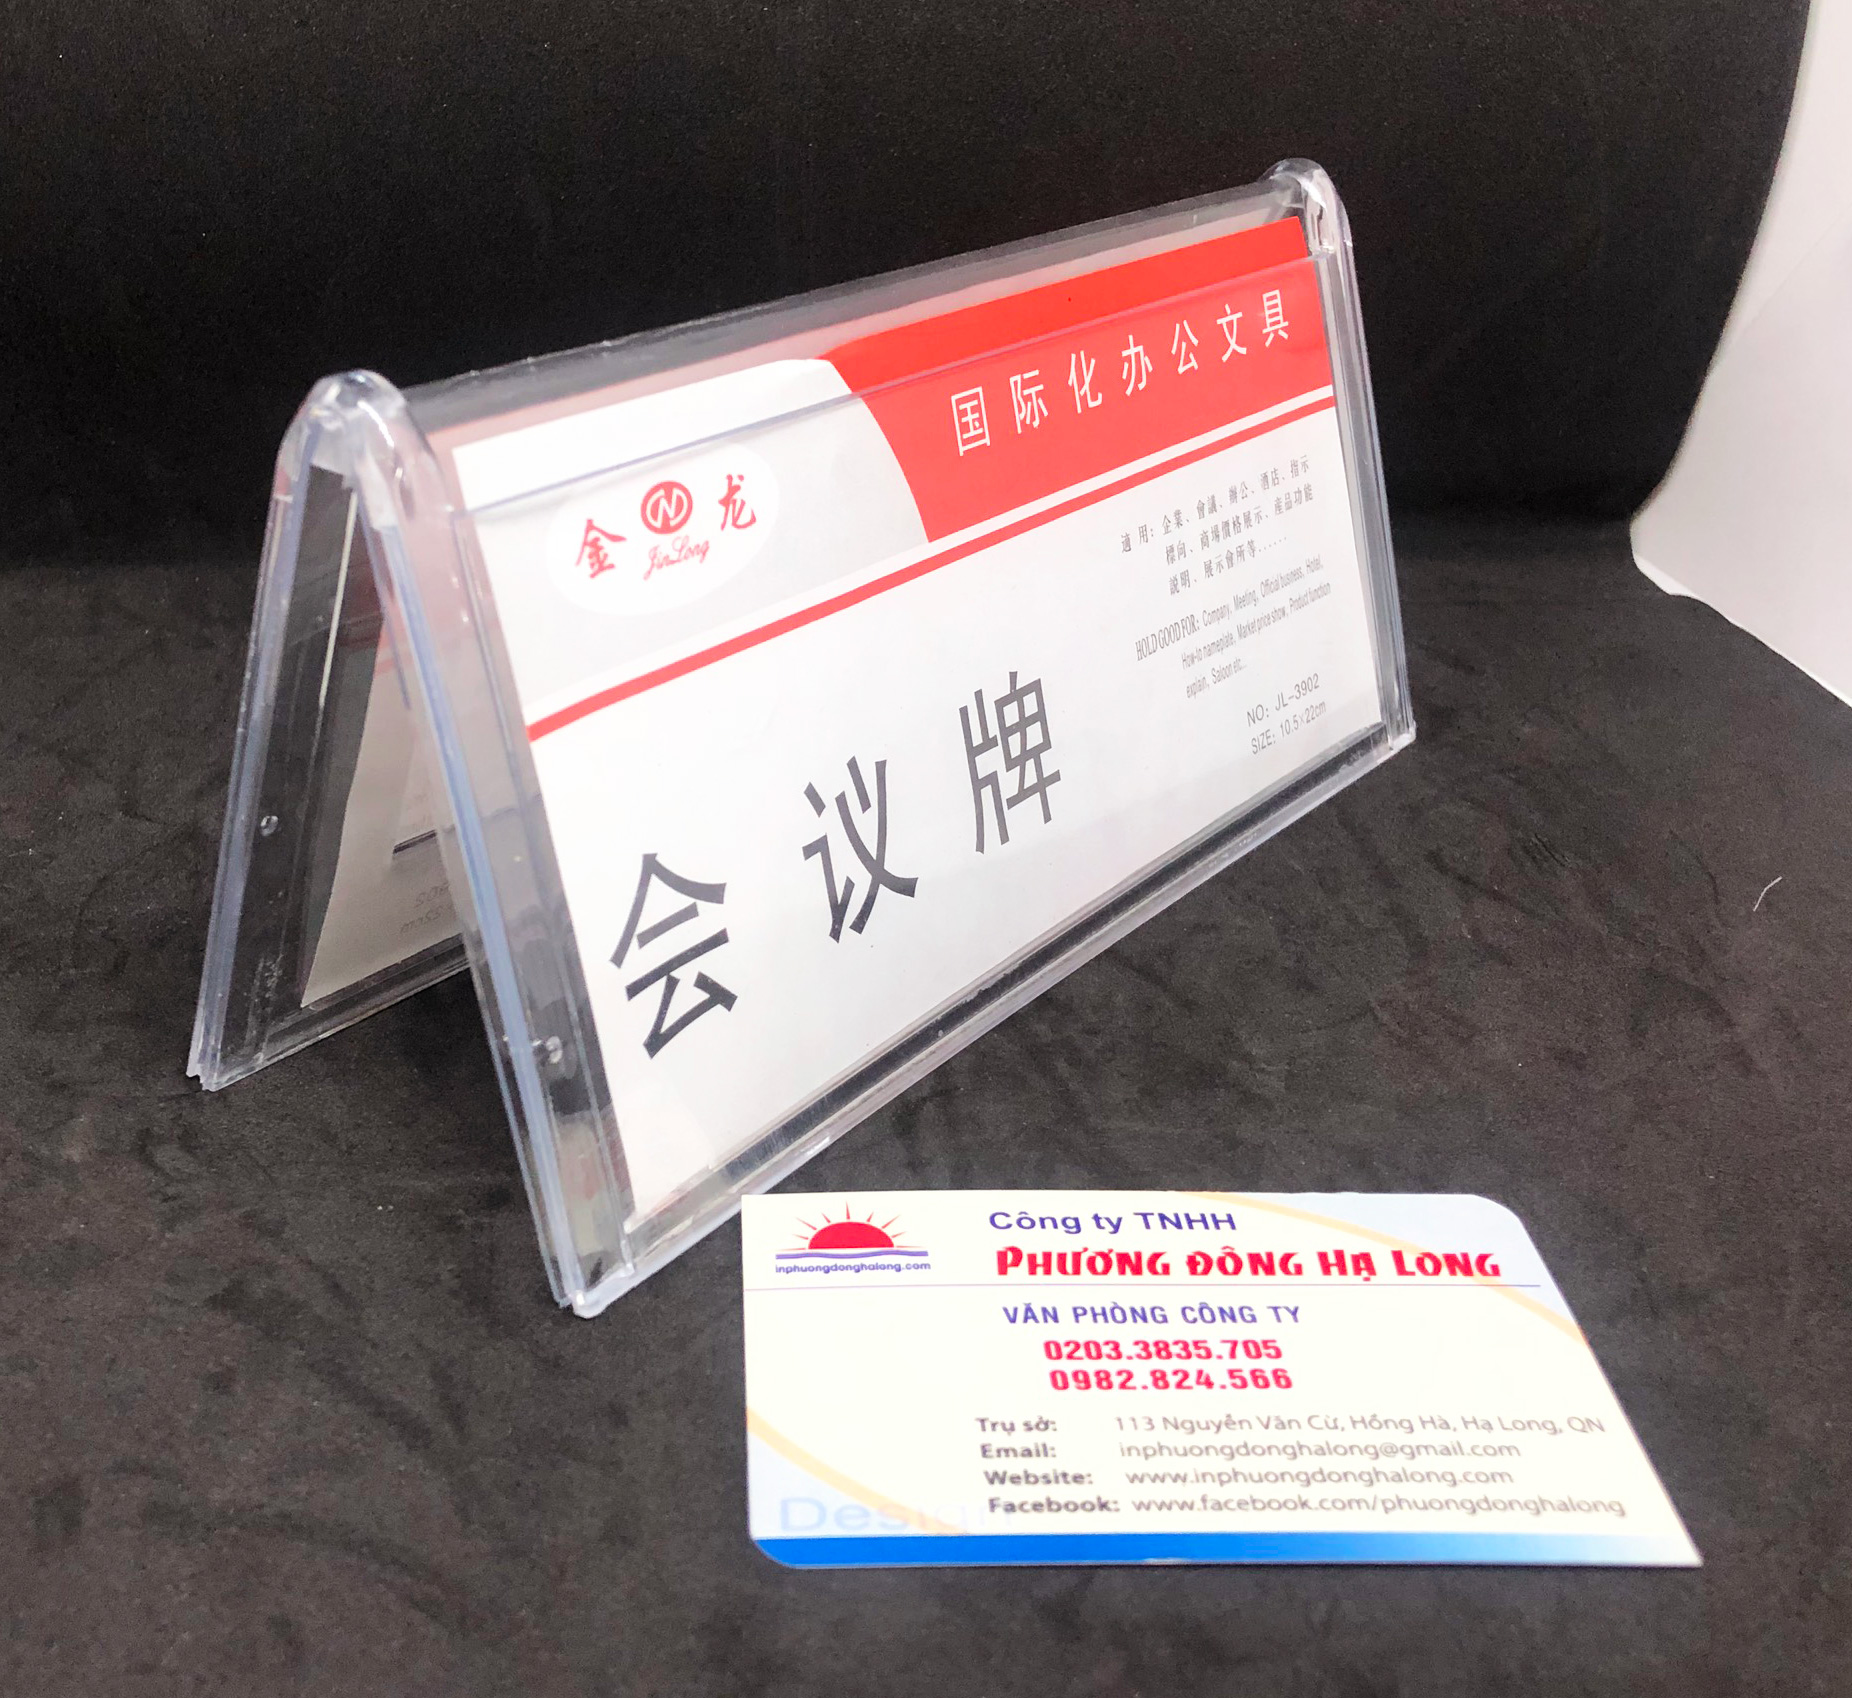 国际化办公文具
金 N 龙
JinLong
適 用：企業、會議、辦公、酒店、指示
標向、商場價格展示、產品功能
説明、展示會所等……
HOLD GOOD FOR: Company, Meeting, Official business, Hotel,
How-to nameplate, Market price show, Product function
explain, Saloon etc...
NO: JL-3902
SIZE: 10.5×22cm
会议牌
Công ty TNHH
PHƯƠNG ĐÔNG HẠ LONG
inphuongdonghalong.com
VĂN PHÒNG CÔNG TY
0203.3835.705
0982.824.566
Trụ sở: 113 Nguyễn Văn Cừ, Hồng Hà, Hạ Long, QN
Email: inphuongdonghalong@gmail.com
Website: www.inphuongdonghalong.com
Facebook: www.facebook.com/phuongdonghalong
Design